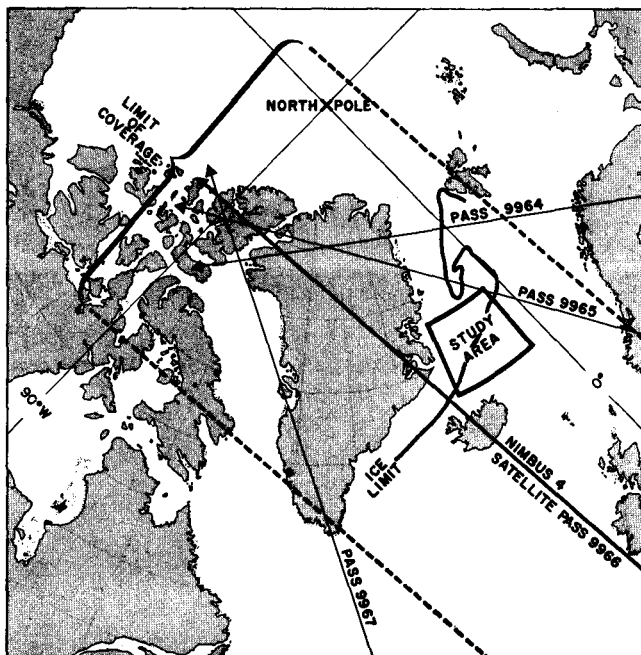 NORTH POLE
LIMIT
OF
COVERAGE
PASS 9964
PASS 9965
STUDY
AREA
0°
90°W
ICE
LIMIT
NIMBUS 4
SATELLITE PASS 9966
PASS 9967